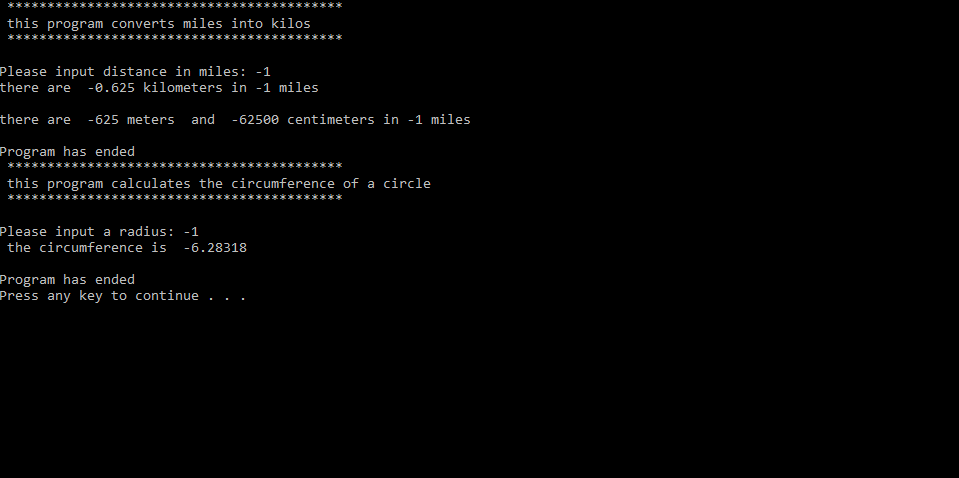 ******************************************
this program converts miles into kilos
******************************************
Please input distance in miles: -1
there are  -0.625 kilometers in -1 miles
there are  -625 meters  and  -62500 centimeters in -1 miles
Program has ended
******************************************
this program calculates the circumference of a circle
******************************************
Please input a radius: -1
the circumference is  -6.28318
Program has ended
Press any key to continue . . .